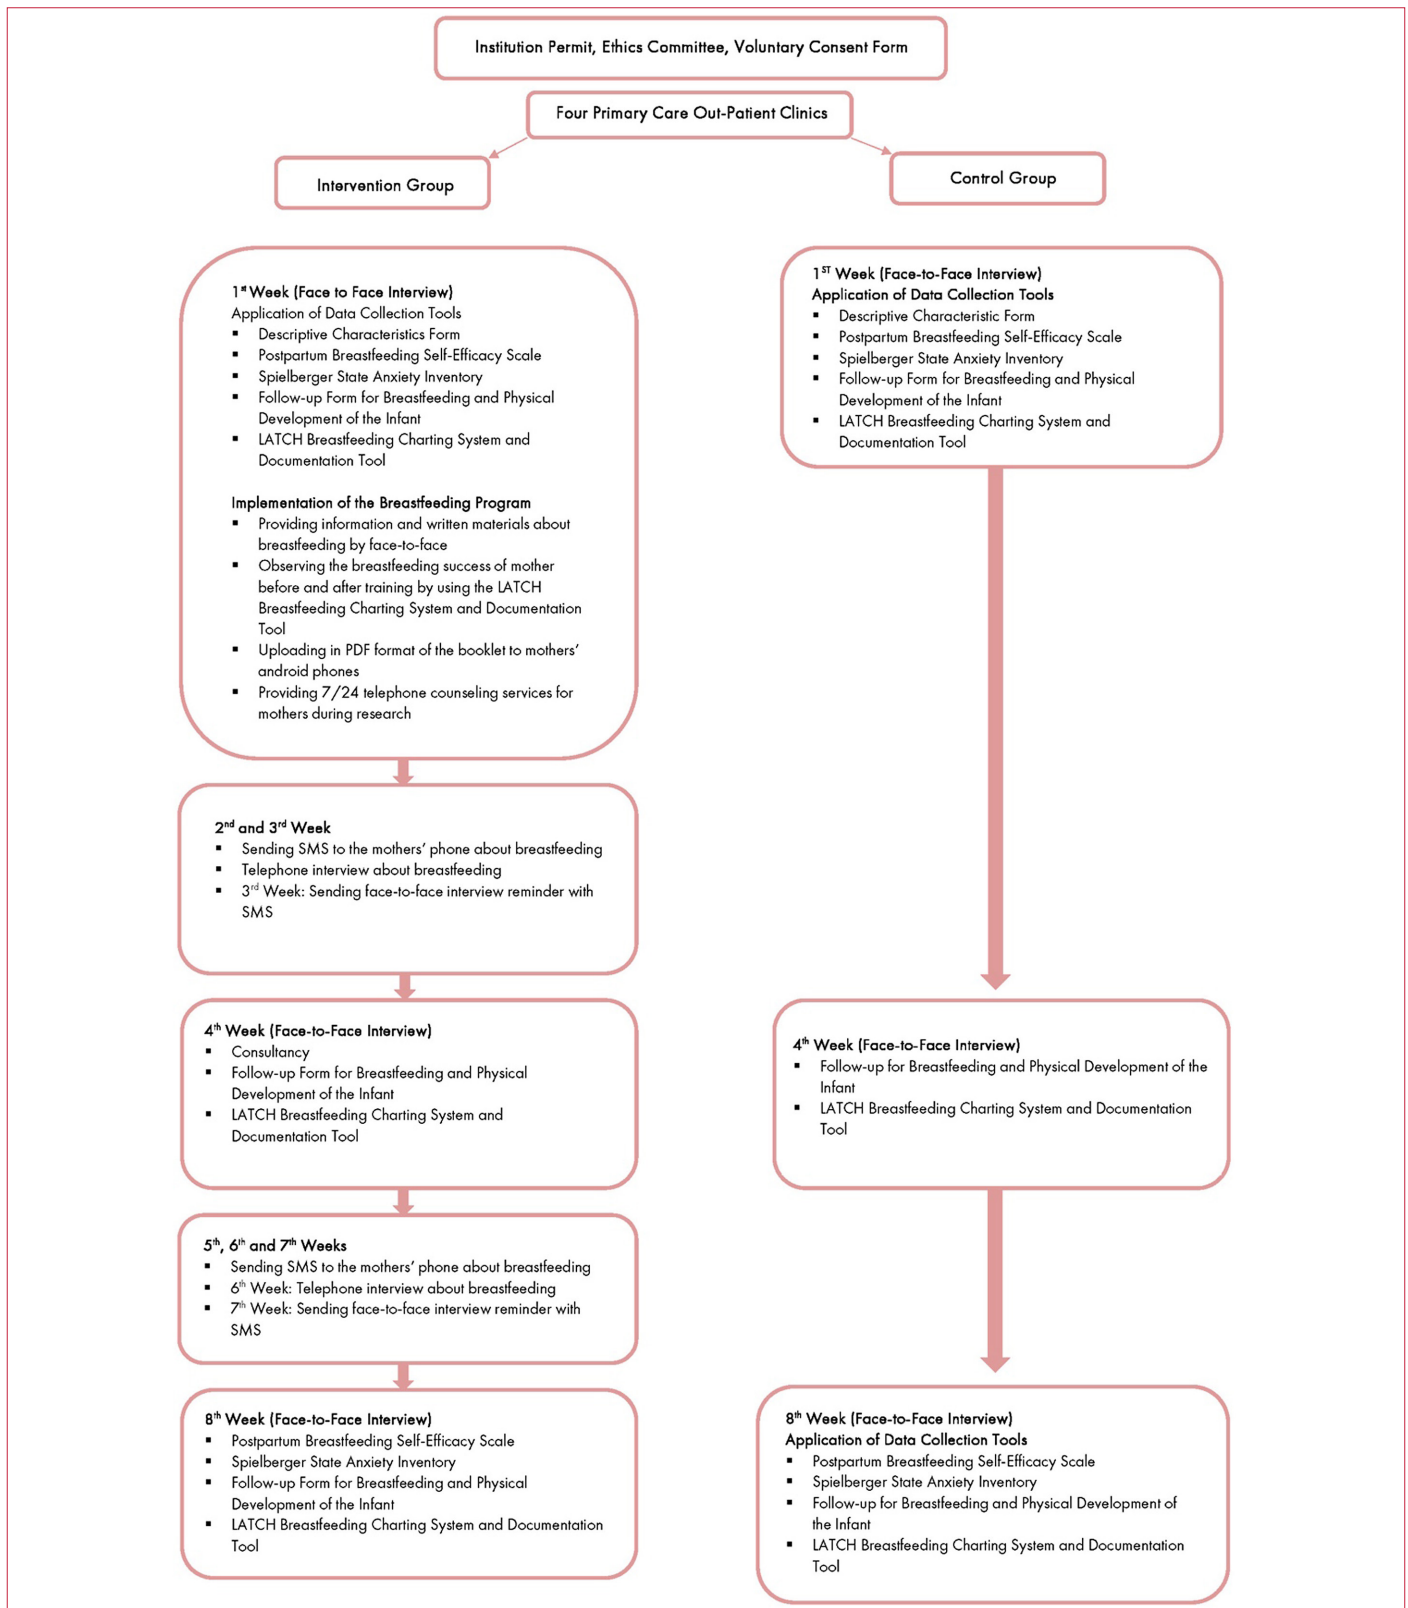 Institution Permit, Ethics Committee, Voluntary Consent Form
Four Primary Care Out-Patient Clinics
Intervention Group
Control Group
1st Week (Face to Face Interview)
Application of Data Collection Tools
▪ Descriptive Characteristics Form
▪ Postpartum Breastfeeding Self-Efficacy Scale
▪ Spielberger State Anxiety Inventory
▪ Follow-up Form for Breastfeeding and Physical
Development of the Infant
▪ LATCH Breastfeeding Charting System and
Documentation Tool
Implementation of the Breastfeeding Program
▪ Providing information and written materials about
breastfeeding by face-to-face
▪ Observing the breastfeeding success of mother
before and after training by using the LATCH
Breastfeeding Charting System and Documentation
Tool
▪ Uploading in PDF format of the booklet to mothers’
android phones
▪ Providing 7/24 telephone counseling services for
mothers during research
2nd and 3rd Week
▪ Sending SMS to the mothers’ phone about breastfeeding
▪ Telephone interview about breastfeeding
▪ 3rd Week: Sending face-to-face interview reminder with
SMS
4th Week (Face-to-Face Interview)
▪ Consultancy
▪ Follow-up Form for Breastfeeding and Physical
Development of the Infant
▪ LATCH Breastfeeding Charting System and
Documentation Tool
5th, 6th and 7th Weeks
▪ Sending SMS to the mothers’ phone about breastfeeding
▪ 6th Week: Telephone interview about breastfeeding
▪ 7th Week: Sending face-to-face interview reminder with
SMS
8th Week (Face-to-Face Interview)
▪ Postpartum Breastfeeding Self-Efficacy Scale
▪ Spielberger State Anxiety Inventory
▪ Follow-up Form for Breastfeeding and Physical
Development of the Infant
▪ LATCH Breastfeeding Charting System and Documentation
Tool
1ST Week (Face-to-Face Interview)
Application of Data Collection Tools
▪ Descriptive Characteristic Form
▪ Postpartum Breastfeeding Self-Efficacy Scale
▪ Spielberger State Anxiety Inventory
▪ Follow-up Form for Breastfeeding and Physical
Development of the Infant
▪ LATCH Breastfeeding Charting System and
Documentation Tool
4th Week (Face-to-Face Interview)
▪ Follow-up for Breastfeeding and Physical Development of the
Infant
▪ LATCH Breastfeeding Charting System and Documentation
Tool
8th Week (Face-to-Face Interview)
Application of Data Collection Tools
▪ Postpartum Breastfeeding Self-Efficacy Scale
▪ Spielberger State Anxiety Inventory
▪ Follow-up for Breastfeeding and Physical Development of
the Infant
▪ LATCH Breastfeeding Charting System and Documentation
Tool